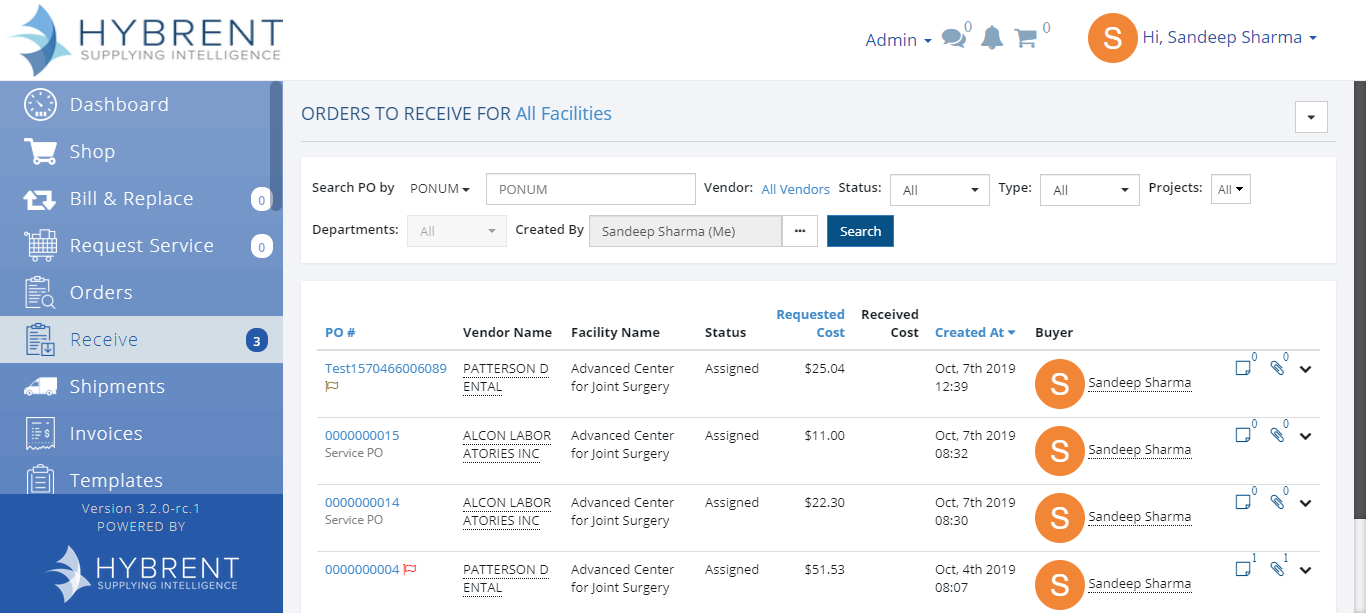 HYBRENT
SUPPLYING INTELLIGENCE
Admin 0 0 S Hi, Sandeep Sharma
Dashboard
Shop
Bill & Replace 0
Request Service 0
Orders
Receive 3
Shipments
Invoices
Templates
Version 3.2.0-rc.1
POWERED BY
HYBRENT
SUPPLYING INTELLIGENCE
ORDERS TO RECEIVE FOR All Facilities
Search PO by PONUM PONUM Vendor: All Vendors Status: All Type: All Projects: All
Departments: All Created By Sandeep Sharma (Me) ... Search
PO # Vendor Name Facility Name Status Requested Cost Received Cost Created At Buyer
Test1570466006089 PATTERSON D Advanced Center Assigned $25.04 Oct, 7th 2019 S Sandeep Sharma 0 0
ENTAL for Joint Surgery 12:39
0000000015 ALCON LABOR Advanced Center Assigned $11.00 Oct, 7th 2019 S Sandeep Sharma 0 0
Service PO ATORIES INC for Joint Surgery 08:32
0000000014 ALCON LABOR Advanced Center Assigned $22.30 Oct, 7th 2019 S Sandeep Sharma 0 0
Service PO ATORIES INC for Joint Surgery 08:30
0000000004 PATTERSON D Advanced Center Assigned $51.53 Oct, 4th 2019 S Sandeep Sharma 1 1
ENTAL for Joint Surgery 08:07